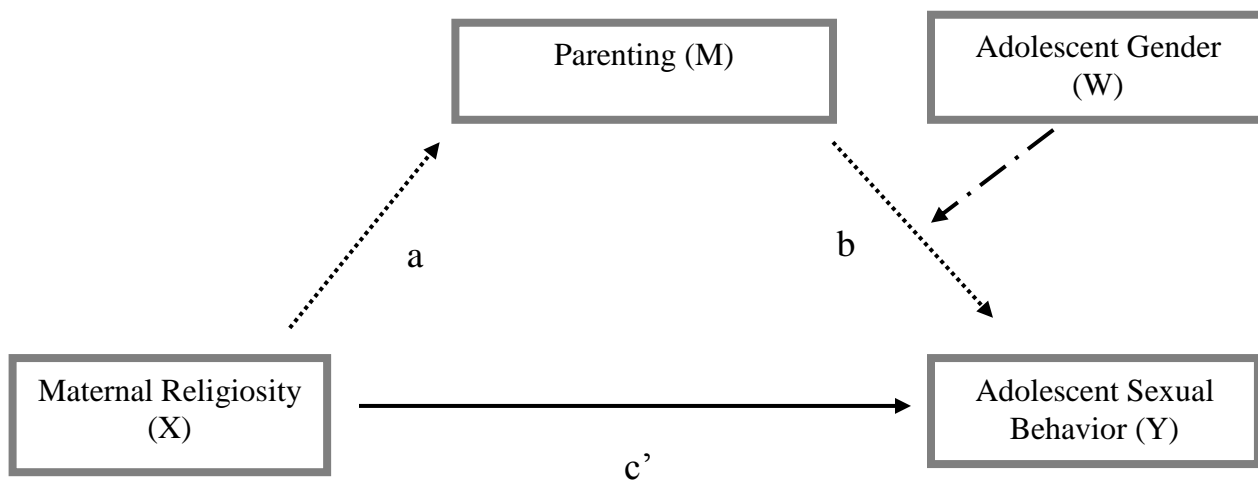 Parenting (M)
Adolescent Gender
(W)
a
b
Maternal Religiosity
(X)
Adolescent Sexual
Behavior (Y)
c’